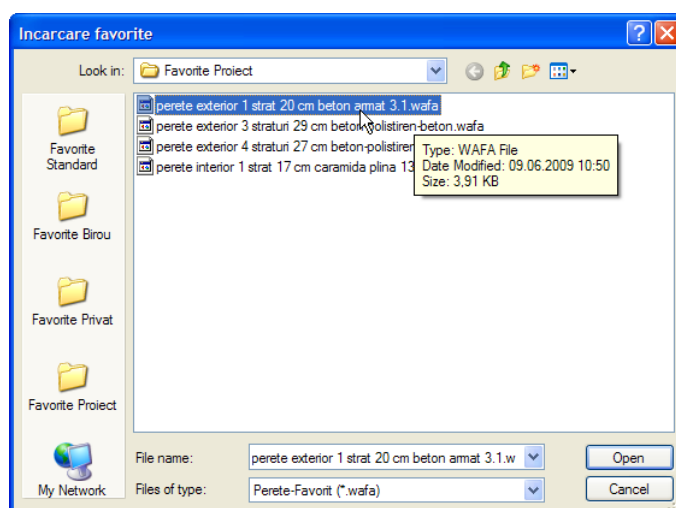 Incarcare favorite
Look in:
Favorite Proiect
perete exterior 1 strat 20 cm beton armat 3.1.wafa
perete exterior 3 straturi 29 cm beton-polistiren-beton.wafa
perete exterior 4 straturi 27 cm beton-polistiren
perete interior 1 strat 17 cm caramida plina 13
Type: WAFA File
Date Modified: 09.06.2009 10:50
Size: 3,91 KB
Favorite
Standard
Favorite Birou
Favorite Privat
Favorite Proiect
My Network
File name:
perete exterior 1 strat 20 cm beton armat 3.1.w
Open
Files of type:
Perete-Favorit (*.wafa)
Cancel